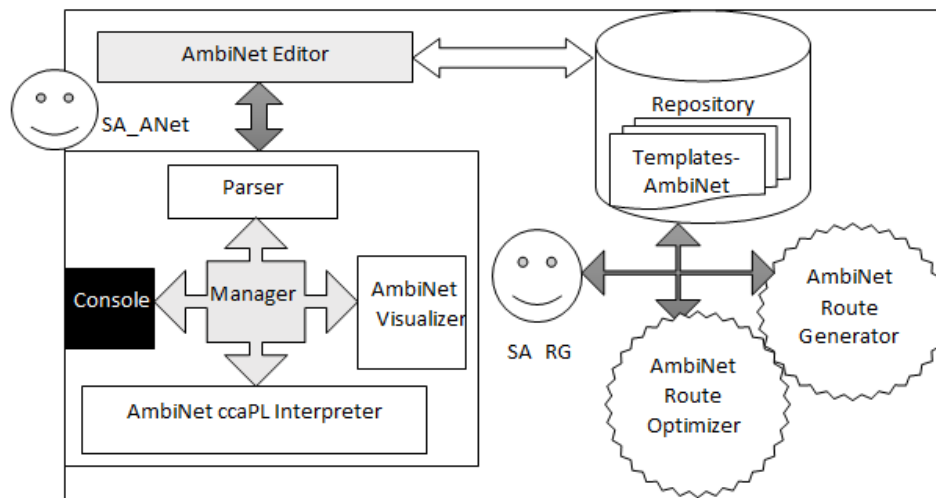 AmbiNet Editor
SA_ANet
Repository
Templates-
AmbiNet
Parser
Console
Manager
AmbiNet
Visualizer
AmbiNet ccaPL Interpreter
SA RG
AmbiNet
Route
Generator
AmbiNet
Route
Optimizer